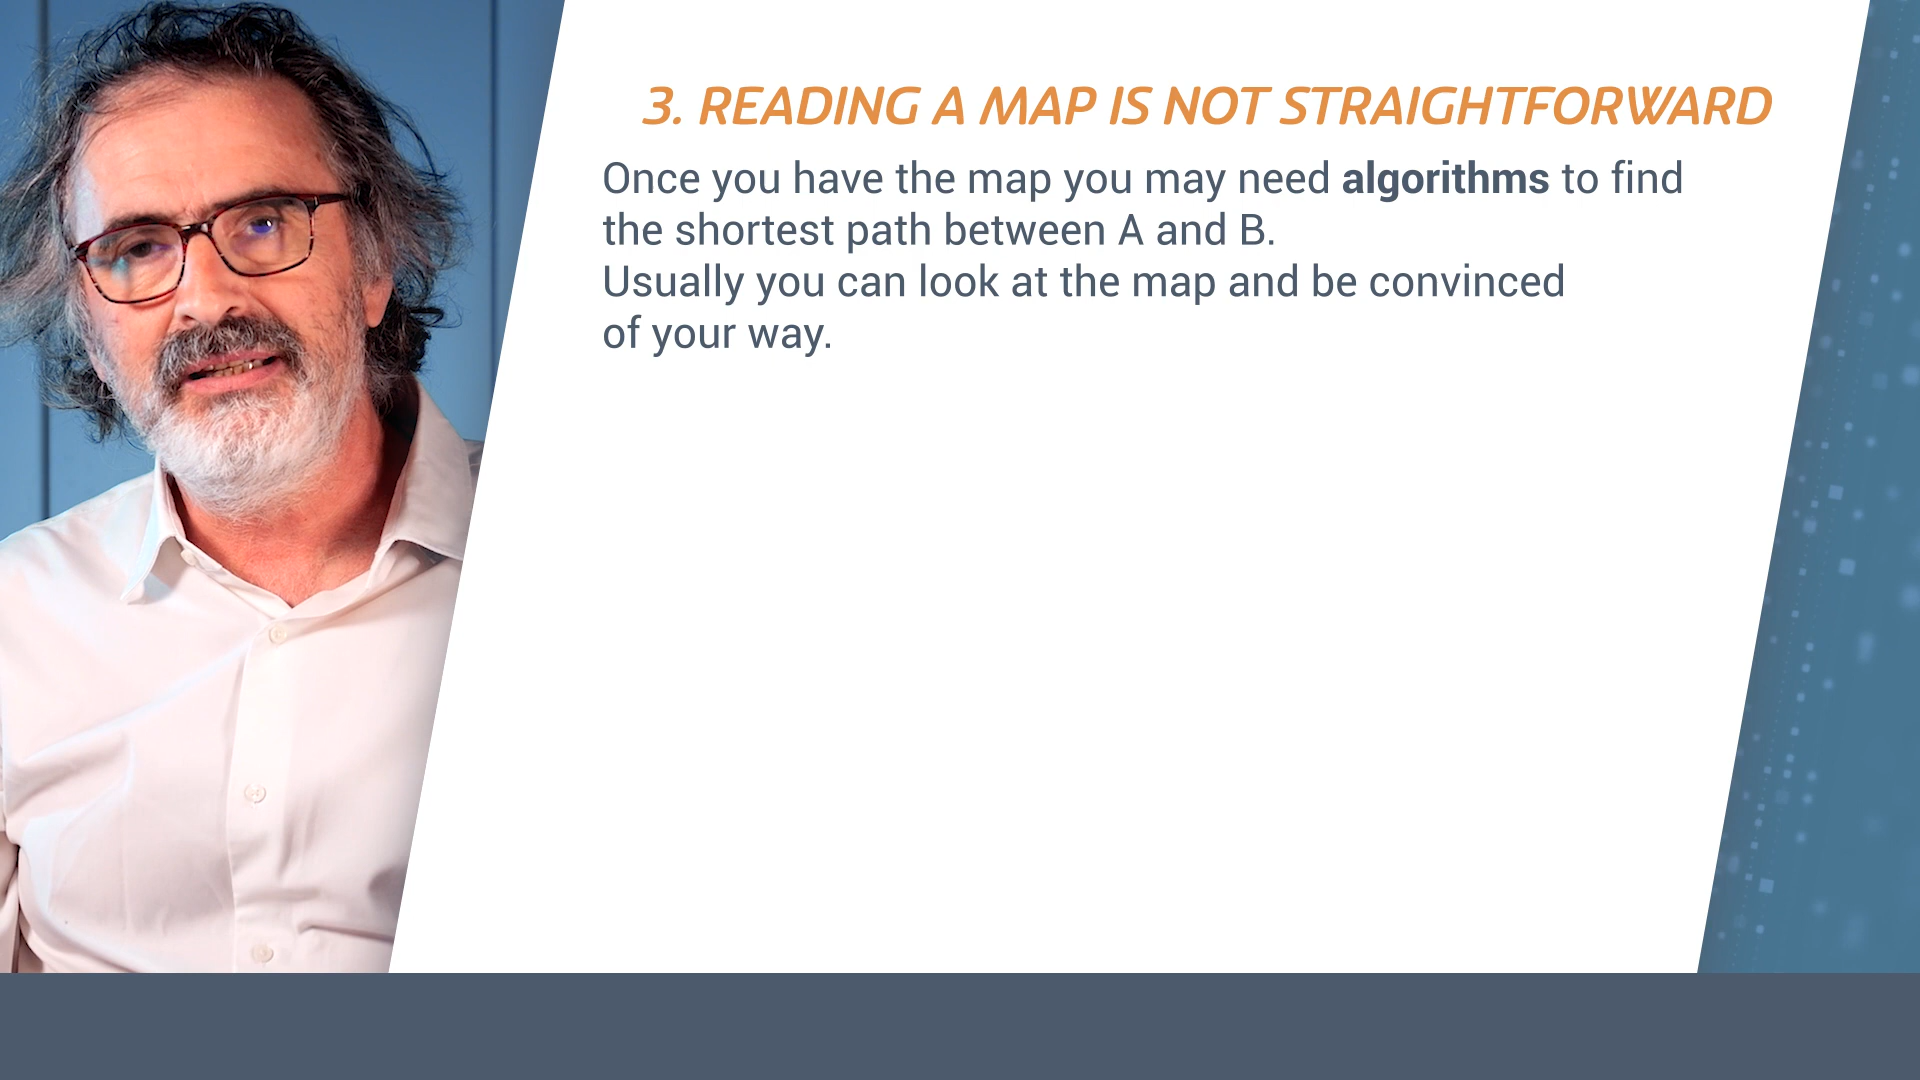 3. READING A MAP IS NOT STRAIGHTFORWARD
Once you have the map you may need algorithms to find
the shortest path between A and B.
Usually you can look at the map and be convinced
of your way.